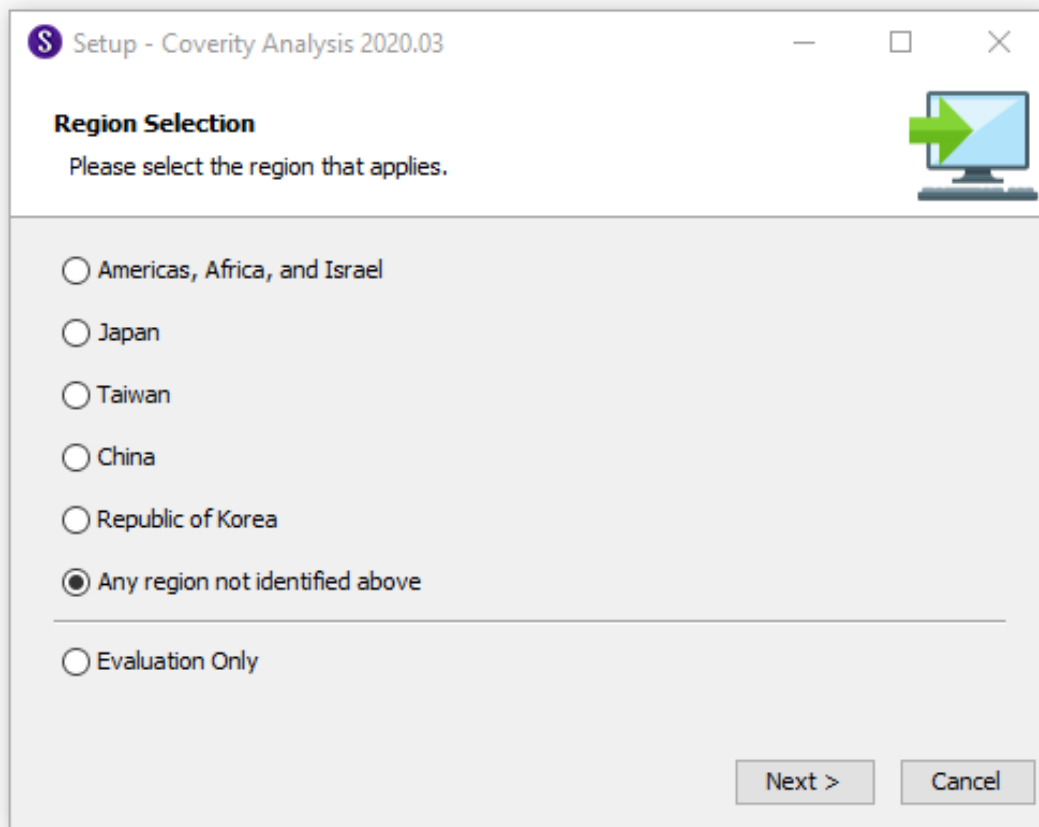 Setup - Coverity Analysis 2020.03
Region Selection
Please select the region that applies.
Americas, Africa, and Israel
Japan
Taiwan
China
Republic of Korea
Any region not identified above
Evaluation Only
Next > Cancel